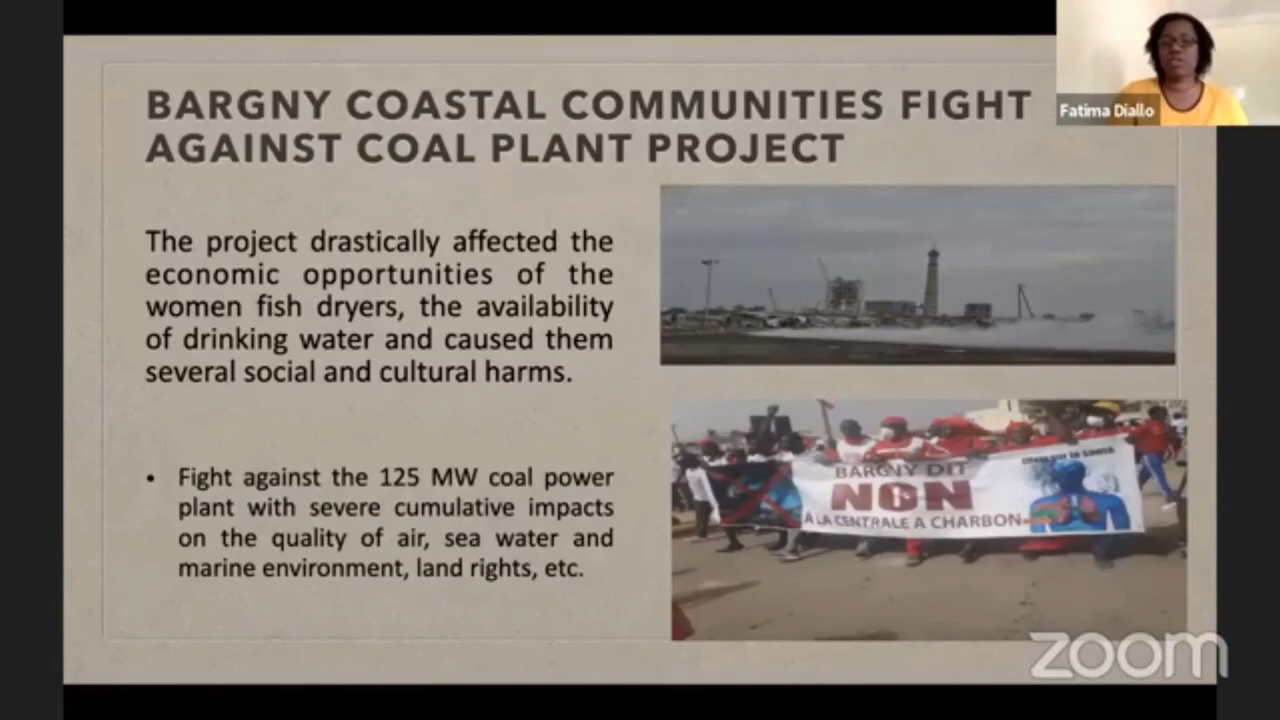 BARGNY COASTAL COMMUNITIES FIGHT
AGAINST COAL PLANT PROJECT
Fatima Diallo
The project drastically affected the
economic opportunities of the
women fish dryers, the availability
of drinking water and caused them
several social and cultural harms.
• Fight against the 125 MW coal power
plant with severe cumulative impacts
on the quality of air, sea water and
marine environment, land rights, etc.
BARGNY DIT
NON
A LA CENTRALE A CHARBON
zoom